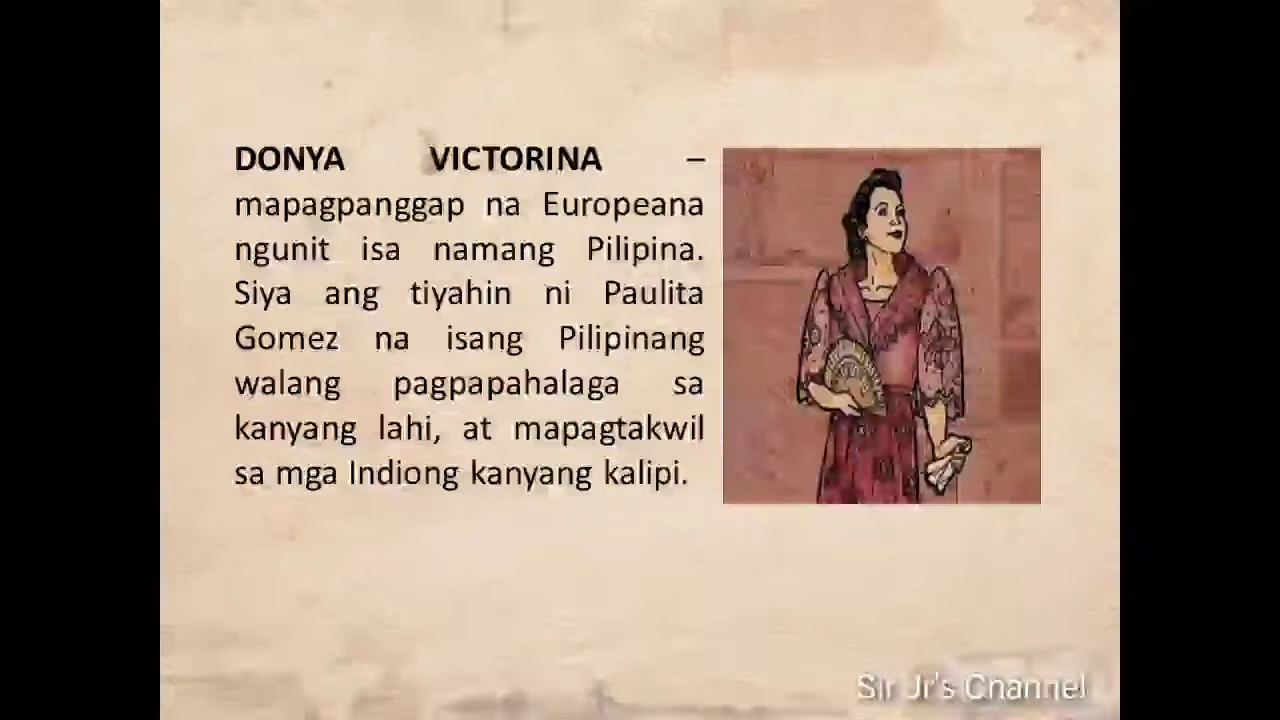 DONYA VICTORINA –
mapagpanggap na Europeana
ngunit isa namang Pilipina.
Siya ang tiyahin ni Paulita
Gomez na isang Pilipinang
walang pagpapahalaga sa
kanyang lahi, at mapagtakwil
sa mga Indiong kanyang kalipi.
Sir Jr's Channel